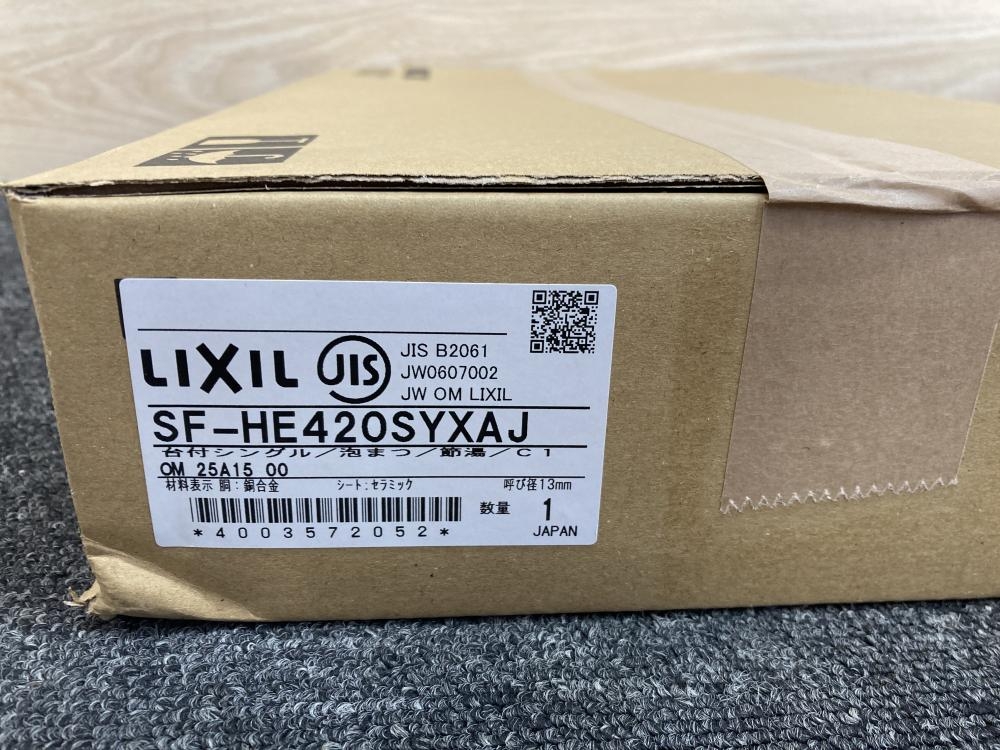 LIXIL JIS JIS B2061
JW0607002
JW OM LIXIL
SF-HE420SYXAJ
台付シングル/泡まつ/節湯/C1
OM 25A15 00
材料表示 胴:銅合金 シート:セラミック 呼び径13mm
数量 1
*4003572052* JAPAN